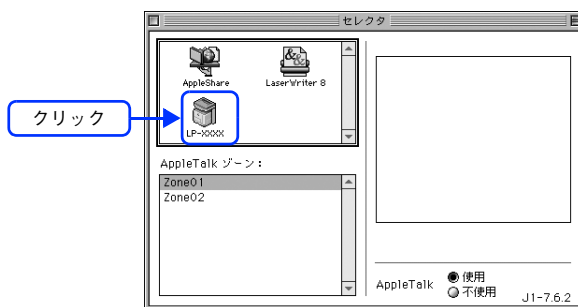 セレクタ
AppleShare
LaserWriter 8
クリック
LP-XXXX
AppleTalk ゾーン：
Zone01
Zone02
AppleTalk
使用
不使用
J1-7.6.2